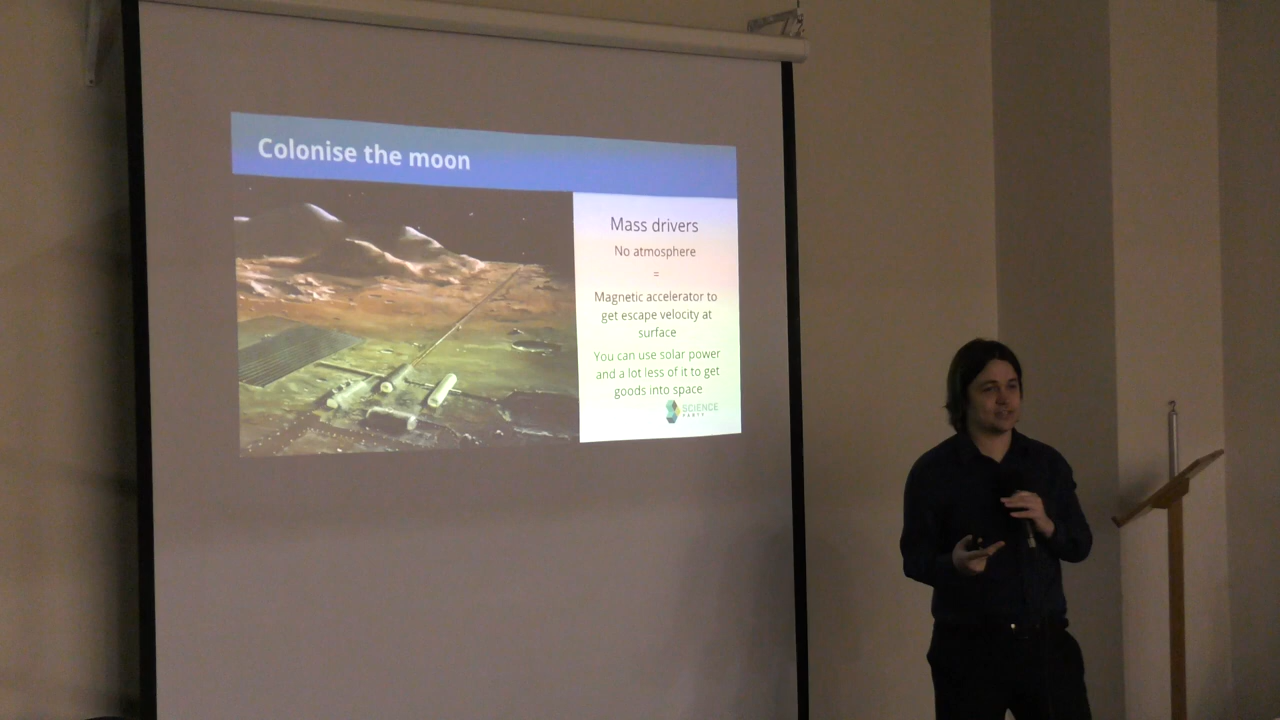 Colonise the moon
Mass drivers
No atmosphere
=
Magnetic accelerator to
get escape velocity at
surface
You can use solar power
and a lot less of it to get
goods into space
SCIENCE
PARTY